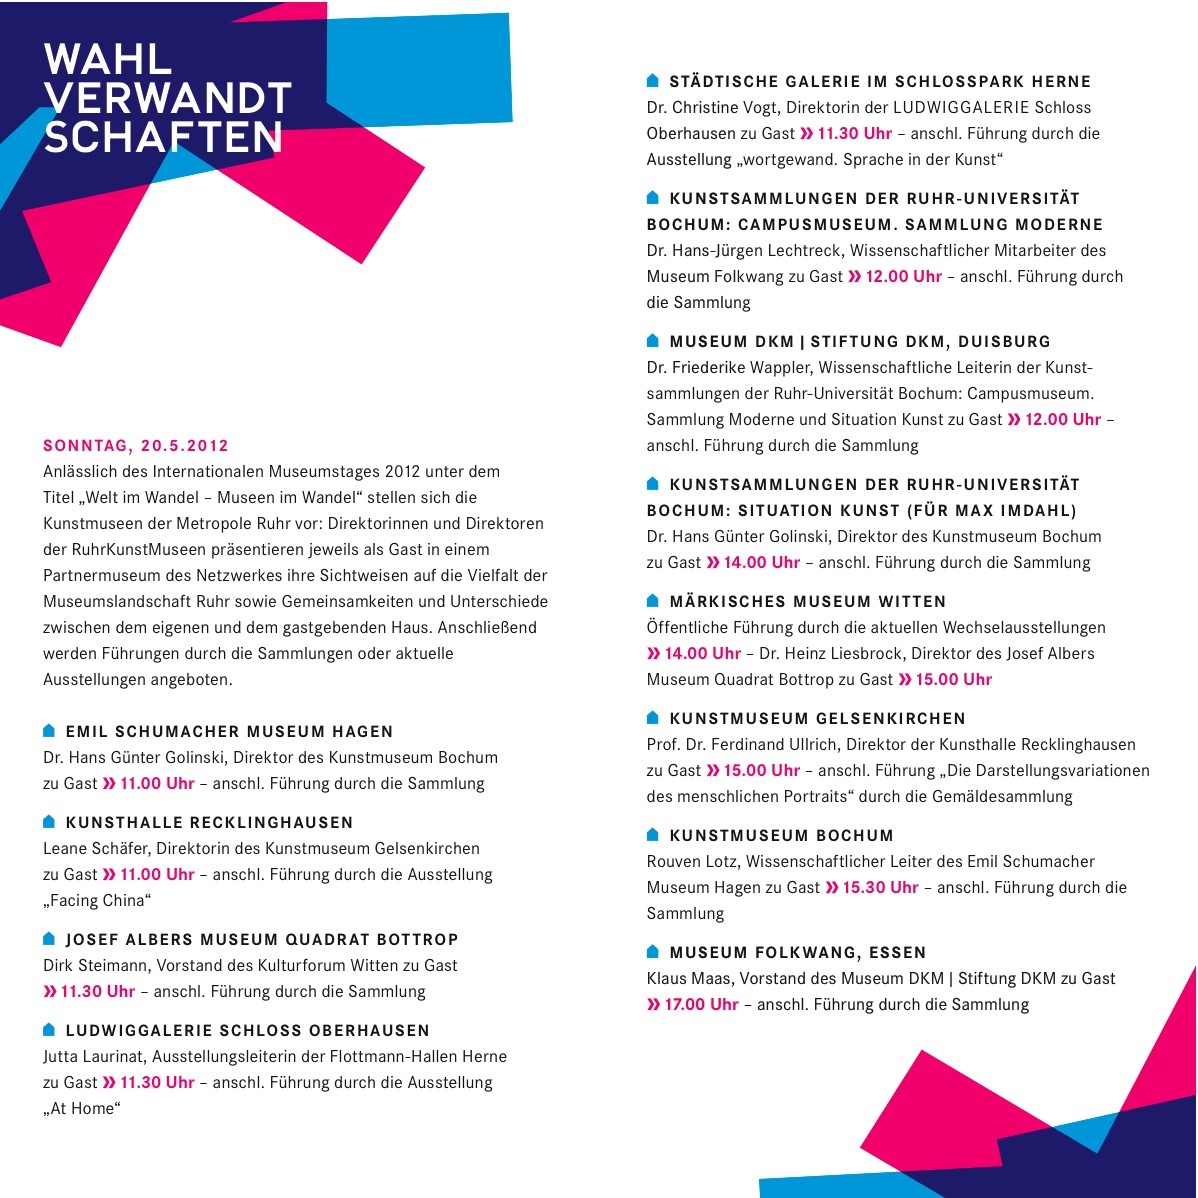 WAHL
VERWANDT
SCHAFTEN
SONNTAG, 20.5.2012
Anlässlich des Internationalen Museumstages 2012 unter dem
Titel „Welt im Wandel – Museen im Wandel“ stellen sich die
Kunstmuseen der Metropole Ruhr vor: Direktorinnen und Direktoren
der RuhrKunstMuseen präsentieren jeweils als Gast in einem
Partnermuseum des Netzwerkes ihre Sichtweisen auf die Vielfalt der
Museumslandschaft Ruhr sowie Gemeinsamkeiten und Unterschiede
zwischen dem eigenen und dem gastgebenden Haus. Anschließend
werden Führungen durch die Sammlungen oder aktuelle
Ausstellungen angeboten.
EMIL SCHUMACHER MUSEUM HAGEN
Dr. Hans Günter Golinski, Direktor des Kunstmuseum Bochum
zu Gast » 11.00 Uhr – anschl. Führung durch die Sammlung
KUNSTHALLE RECKLINGHAUSEN
Leane Schäfer, Direktorin des Kunstmuseum Gelsenkirchen
zu Gast » 11.00 Uhr – anschl. Führung durch die Ausstellung
„Facing China“
JOSEF ALBERS MUSEUM QUADRAT BOTTROP
Dirk Steimann, Vorstand des Kulturforum Witten zu Gast
» 11.30 Uhr – anschl. Führung durch die Sammlung
LUDWIGGALERIE SCHLOSS OBERHAUSEN
Jutta Laurinat, Ausstellungsleiterin der Flottmann-Hallen Herne
zu Gast » 11.30 Uhr – anschl. Führung durch die Ausstellung
„At Home“
STÄDTISCHE GALERIE IM SCHLOSSPARK HERNE
Dr. Christine Vogt, Direktorin der LUDWIGGALERIE Schloss
Oberhausen zu Gast » 11.30 Uhr – anschl. Führung durch die
Ausstellung „wortgewand. Sprache in der Kunst“
KUNSTSAMMLUNGEN DER RUHR-UNIVERSITÄT
BOCHUM: CAMPUSMUSEUM. SAMMLUNG MODERNE
Dr. Hans-Jürgen Lechtreck, Wissenschaftlicher Mitarbeiter des
Museum Folkwang zu Gast » 12.00 Uhr – anschl. Führung durch
die Sammlung
MUSEUM DKM | STIFTUNG DKM, DUISBURG
Dr. Friederike Wappler, Wissenschaftliche Leiterin der Kunst-
sammlungen der Ruhr-Universität Bochum: Campusmuseum.
Sammlung Moderne und Situation Kunst zu Gast » 12.00 Uhr –
anschl. Führung durch die Sammlung
KUNSTSAMMLUNGEN DER RUHR-UNIVERSITÄT
BOCHUM: SITUATION KUNST (FÜR MAX IMDAHL)
Dr. Hans Günter Golinski, Direktor des Kunstmuseum Bochum
zu Gast » 14.00 Uhr – anschl. Führung durch die Sammlung
MÄRKISCHES MUSEUM WITTEN
Öffentliche Führung durch die aktuellen Wechselausstellungen
» 14.00 Uhr – Dr. Heinz Liesbrock, Direktor des Josef Albers
Museum Quadrat Bottrop zu Gast » 15.00 Uhr
KUNSTMUSEUM GELSENKIRCHEN
Prof. Dr. Ferdinand Ullrich, Direktor der Kunsthalle Recklinghausen
zu Gast » 15.00 Uhr – anschl. Führung „Die Darstellungsvariationen
des menschlichen Portraits“ durch die Gemäldesammlung
KUNSTMUSEUM BOCHUM
Rouven Lotz, Wissenschaftlicher Leiter des Emil Schumacher
Museum Hagen zu Gast » 15.30 Uhr – anschl. Führung durch die
Sammlung
MUSEUM FOLKWANG, ESSEN
Klaus Maas, Vorstand des Museum DKM | Stiftung DKM zu Gast
» 17.00 Uhr – anschl. Führung durch die Sammlung